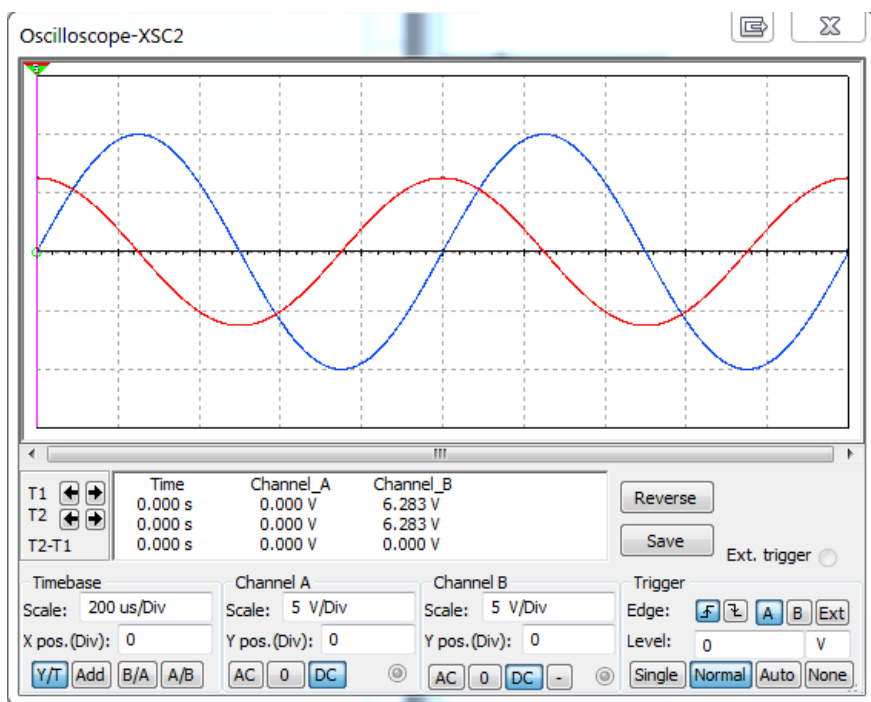 Oscilloscope-XSC2
Time Channel_A Channel_B
T1 0.000 s 0.000 V 6.283 V
T2 0.000 s 0.000 V 6.283 V
T2-T1 0.000 s 0.000 V 0.000 V
Reverse
Save
Ext. trigger
Timebase
Scale: 200 us/Div
X pos.(Div): 0
Y/T Add B/A A/B
Channel A
Scale: 5 V/Div
Y pos.(Div): 0
AC 0 DC
Channel B
Scale: 5 V/Div
Y pos.(Div): 0
AC 0 DC -
Trigger
Edge: A B Ext
Level: 0 V
Single Normal Auto None